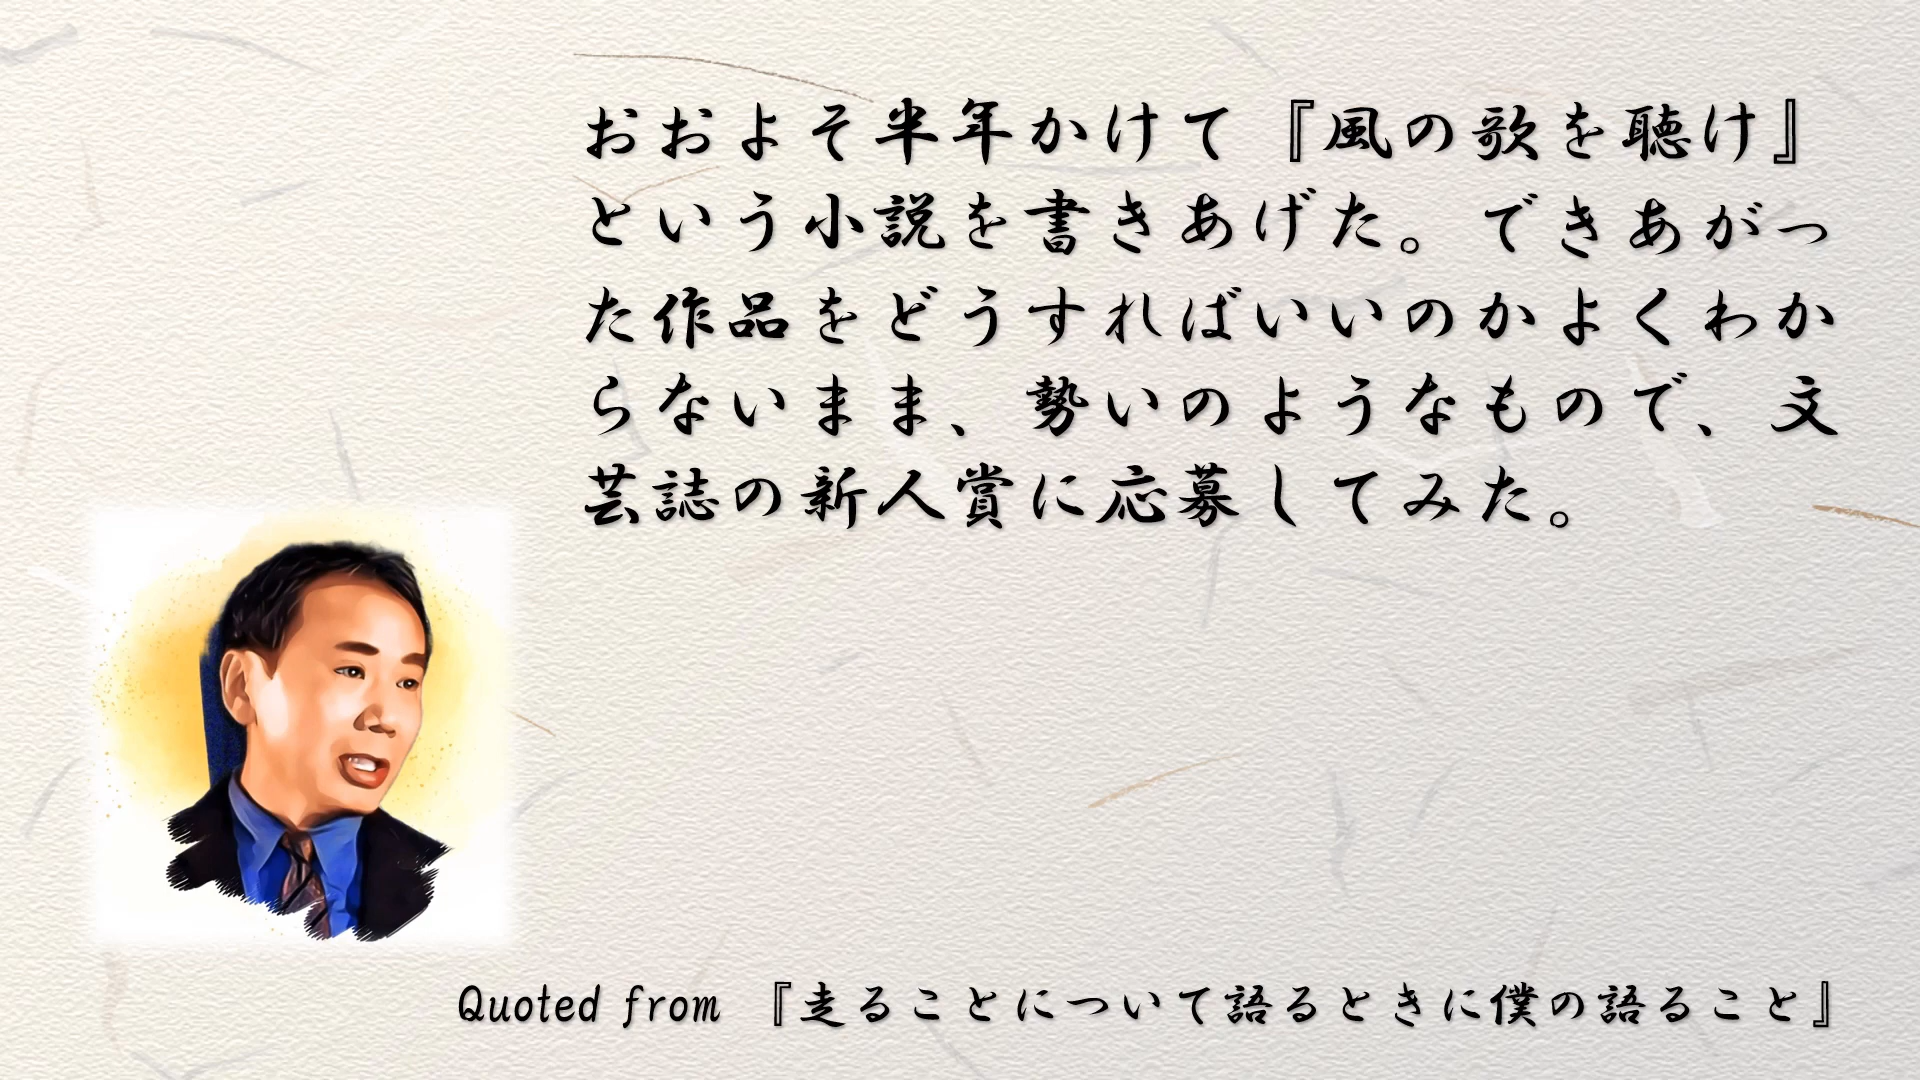 おおよそ半年かけて『風の歌を聴け』
という小説を書きあげた。できあがっ
た作品をどうすればいいのかよくわか
らないまま、勢いのようなもので、文
芸誌の新人賞に応募してみた。
Quoted from 『走ることについて語るときに僕の語ること』